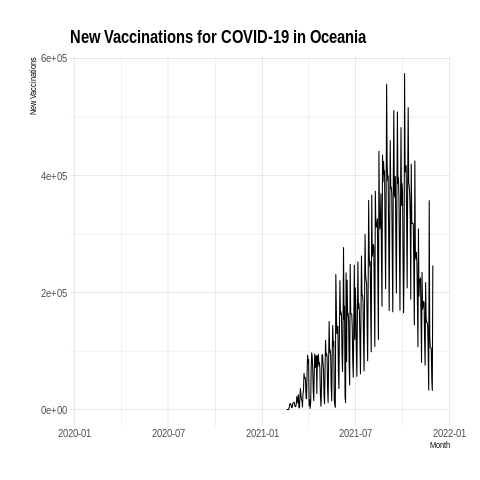 New Vaccinations for COVID-19 in Oceania
New Vaccinations
6e+05
4e+05
2e+05
0e+00
2020-01 2020-07 2021-01 2021-07 2022-01
Month